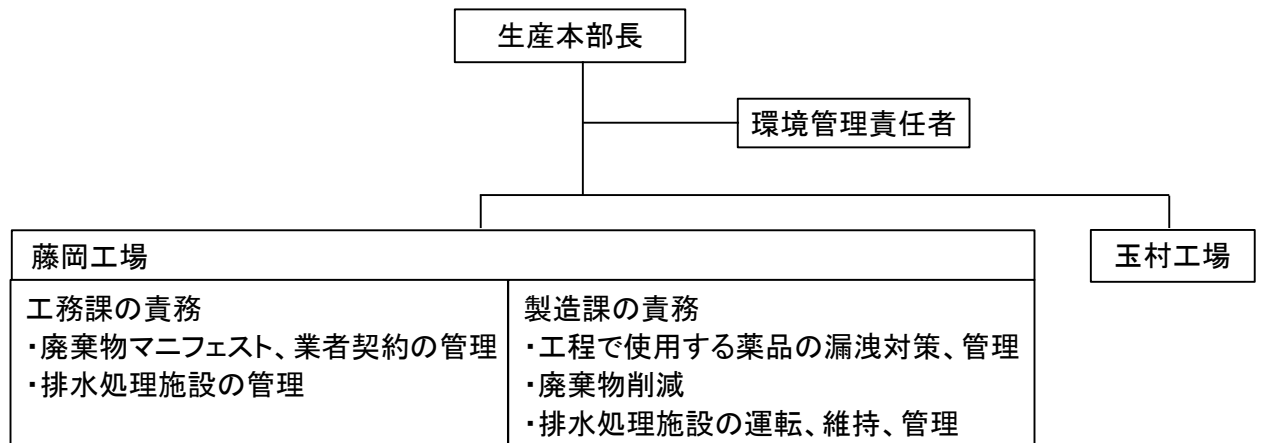 生産本部長
環境管理責任者
藤岡工場
工務課の責務
・廃棄物マニフェスト、業者契約の管理
・排水処理施設の管理
製造課の責務
・工程で使用する薬品の漏洩対策、管理
・廃棄物削減
・排水処理施設の運転、維持、管理
玉村工場